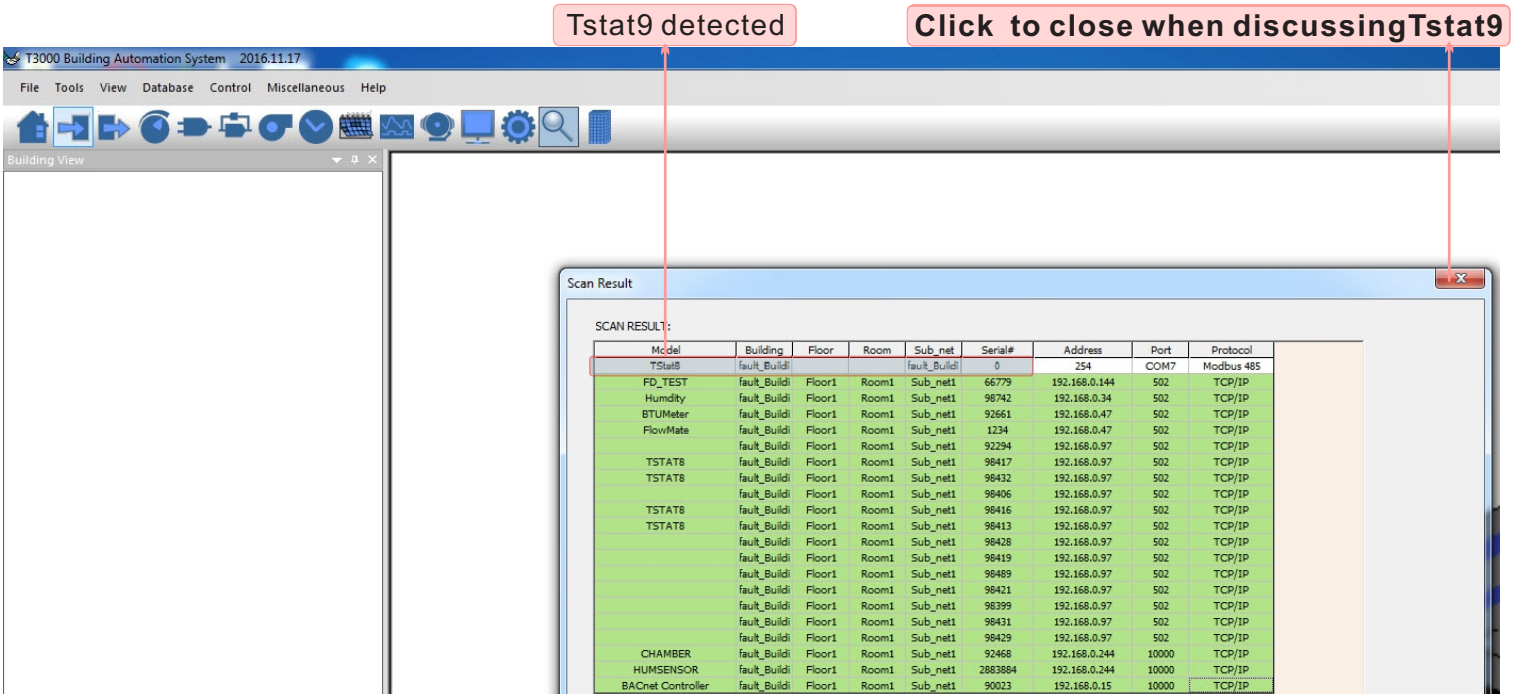 Tstat9 detected
Click to close when discussingTstat9
T3000 Building Automation System 2016.11.17
File Tools View Database Control Miscellaneous Help
Building View
Scan Result
SCAN RESULT:
Model Building Floor Room Sub_net Serial# Address Port Protocol
TStat8 fault_Buildi fault_Buildi 0 254 COM7 Modbus 485
FD_TEST fault_Buildi Floor1 Room1 Sub_net1 66779 192.168.0.144 502 TCP/IP
Humdity fault_Buildi Floor1 Room1 Sub_net1 98742 192.168.0.34 502 TCP/IP
BTUMeter fault_Buildi Floor1 Room1 Sub_net1 92661 192.168.0.47 502 TCP/IP
FlowMate fault_Buildi Floor1 Room1 Sub_net1 1234 192.168.0.47 502 TCP/IP
fault_Buildi Floor1 Room1 Sub_net1 92294 192.168.0.97 502 TCP/IP
TSTAT8 fault_Buildi Floor1 Room1 Sub_net1 98417 192.168.0.97 502 TCP/IP
TSTAT8 fault_Buildi Floor1 Room1 Sub_net1 98432 192.168.0.97 502 TCP/IP
fault_Buildi Floor1 Room1 Sub_net1 98406 192.168.0.97 502 TCP/IP
TSTAT8 fault_Buildi Floor1 Room1 Sub_net1 98416 192.168.0.97 502 TCP/IP
TSTAT8 fault_Buildi Floor1 Room1 Sub_net1 98413 192.168.0.97 502 TCP/IP
fault_Buildi Floor1 Room1 Sub_net1 98428 192.168.0.97 502 TCP/IP
fault_Buildi Floor1 Room1 Sub_net1 98419 192.168.0.97 502 TCP/IP
fault_Buildi Floor1 Room1 Sub_net1 98489 192.168.0.97 502 TCP/IP
fault_Buildi Floor1 Room1 Sub_net1 98421 192.168.0.97 502 TCP/IP
fault_Buildi Floor1 Room1 Sub_net1 98399 192.168.0.97 502 TCP/IP
fault_Buildi Floor1 Room1 Sub_net1 98431 192.168.0.97 502 TCP/IP
fault_Buildi Floor1 Room1 Sub_net1 98429 192.168.0.97 502 TCP/IP
CHAMBER fault_Buildi Floor1 Room1 Sub_net1 92468 192.168.0.244 10000 TCP/IP
HUMSENSOR fault_Buildi Floor1 Room1 Sub_net1 2883884 192.168.0.244 10000 TCP/IP
BACnet Controller fault_Buildi Floor1 Room1 Sub_net1 90023 192.168.0.15 10000 TCP/IP